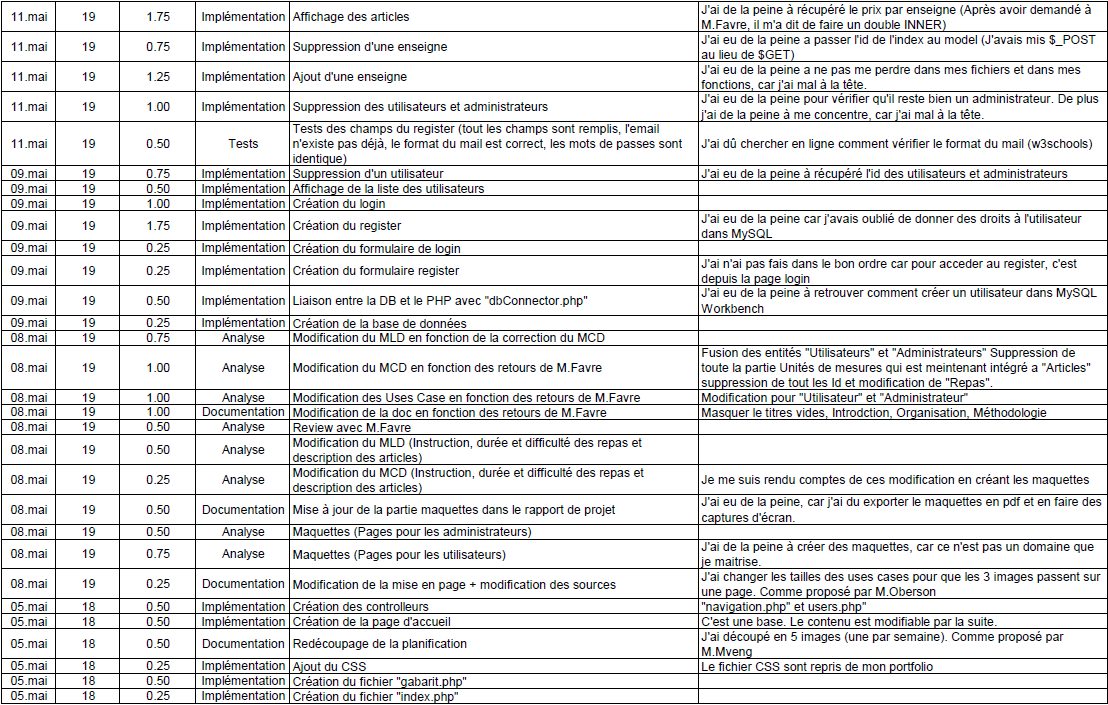 11.mai 19 1.75 Implémentation Affichage des articles J'ai de la peine à récupéré le prix par enseigne (Après avoir demandé à
M.Favre, il m'a dit de faire un double INNER)
11.mai 19 0.75 Implémentation Suppression d'une enseigne J'ai eu de la peine a passer l'id de l'index au model (J'avais mis $_POST
au lieu de $GET)
11.mai 19 1.25 Implémentation Ajout d'une enseigne J'ai eu de la peine a ne pas me perdre dans mes fichiers et dans mes
fonctions, car j'ai mal à la tête.
11.mai 19 1.00 Implémentation Suppression des utilisateurs et administrateurs J'ai eu de la peine pour vérifier qu'il reste bien un administrateur. De plus
j'ai de la peine à me concentre, car j'ai mal à la tête.
11.mai 19 0.50 Tests Tests des champs du register (tout les champs sont remplis, l'email
n'existe pas déjà, le format du mail est correct, les mots de passes sont
identique) J'ai dû chercher en ligne comment vérifier le format du mail (w3schools)
09.mai 19 0.75 Implémentation Suppression d'un utilisateur J'ai eu de la peine à récupéré l'id des utilisateurs et administrateurs
09.mai 19 0.50 Implémentation Affichage de la liste des utilisateurs
09.mai 19 1.00 Implémentation Création du login
09.mai 19 1.75 Implémentation Création du register J'ai eu de la peine car j'avais oublié de donner des droits à l'utilisateur
dans MySQL
09.mai 19 0.25 Implémentation Création du formulaire de login
09.mai 19 0.25 Implémentation Création du formulaire register J'ai n'ai pas fais dans le bon ordre car pour acceder au register, c'est
depuis la page login
09.mai 19 0.50 Implémentation Liaison entre la DB et le PHP avec "dbConnector.php" J'ai eu de la peine à retrouver comment créer un utilisateur dans MySQL
Workbench
09.mai 19 0.25 Implémentation Création de la base de données
08.mai 19 0.75 Analyse Modification du MLD en fonction de la correction du MCD
08.mai 19 1.00 Analyse Modification du MCD en fonction des retours de M.Favre Fusion des entités "Utilisateurs" et "Administrateurs" Suppression de
toute la partie Unités de mesures qui est meintenant intégré a "Articles"
suppression de tout les Id et modification de "Repas".
08.mai 19 1.00 Analyse Modification des Uses Case en fonction des retours de M.Favre Modification pour "Utilisateur" et "Administrateur"
08.mai 19 1.00 Documentation Modification de la doc en fonction des retours de M.Favre Masquer le titres vides, Introdction, Organisation, Méthodologie
08.mai 19 0.50 Analyse Review avec M.Favre
08.mai 19 0.50 Analyse Modification du MLD (Instruction, durée et difficulté des repas et
description des articles)
08.mai 19 0.25 Analyse Modification du MCD (Instruction, durée et difficulté des repas et
description des articles) Je me suis rendu comptes de ces modification en créant les maquettes
08.mai 19 0.50 Documentation Mise à jour de la partie maquettes dans le rapport de projet J'ai eu de la peine, car j'ai du exporter le maquettes en pdf et en faire des
captures d'écran.
08.mai 19 0.50 Analyse Maquettes (Pages pour les administrateurs)
08.mai 19 0.75 Analyse Maquettes (Pages pour les utilisateurs) J'ai de la peine à créer des maquettes, car ce n'est pas un domaine que
je maitrise.
08.mai 19 0.25 Documentation Modification de la mise en page + modification des sources J'ai changer les tailles des uses cases pour que les 3 images passent sur
une page. Comme proposé par M.Oberson
05.mai 18 0.50 Implémentation Création des controlleurs "navigation.php" et users.php"
05.mai 18 0.50 Implémentation Création de la page d'accueil C'est une base. Le contenu est modifiable par la suite.
05.mai 18 0.50 Documentation Redécoupage de la planification J'ai découpé en 5 images (une par semaine). Comme proposé par
M.Mveng
05.mai 18 0.25 Implémentation Ajout du CSS Le fichier CSS sont repris de mon portfolio
05.mai 18 0.50 Implémentation Création du fichier "gabarit.php"
05.mai 18 0.25 Implémentation Création du fichier "index.php"